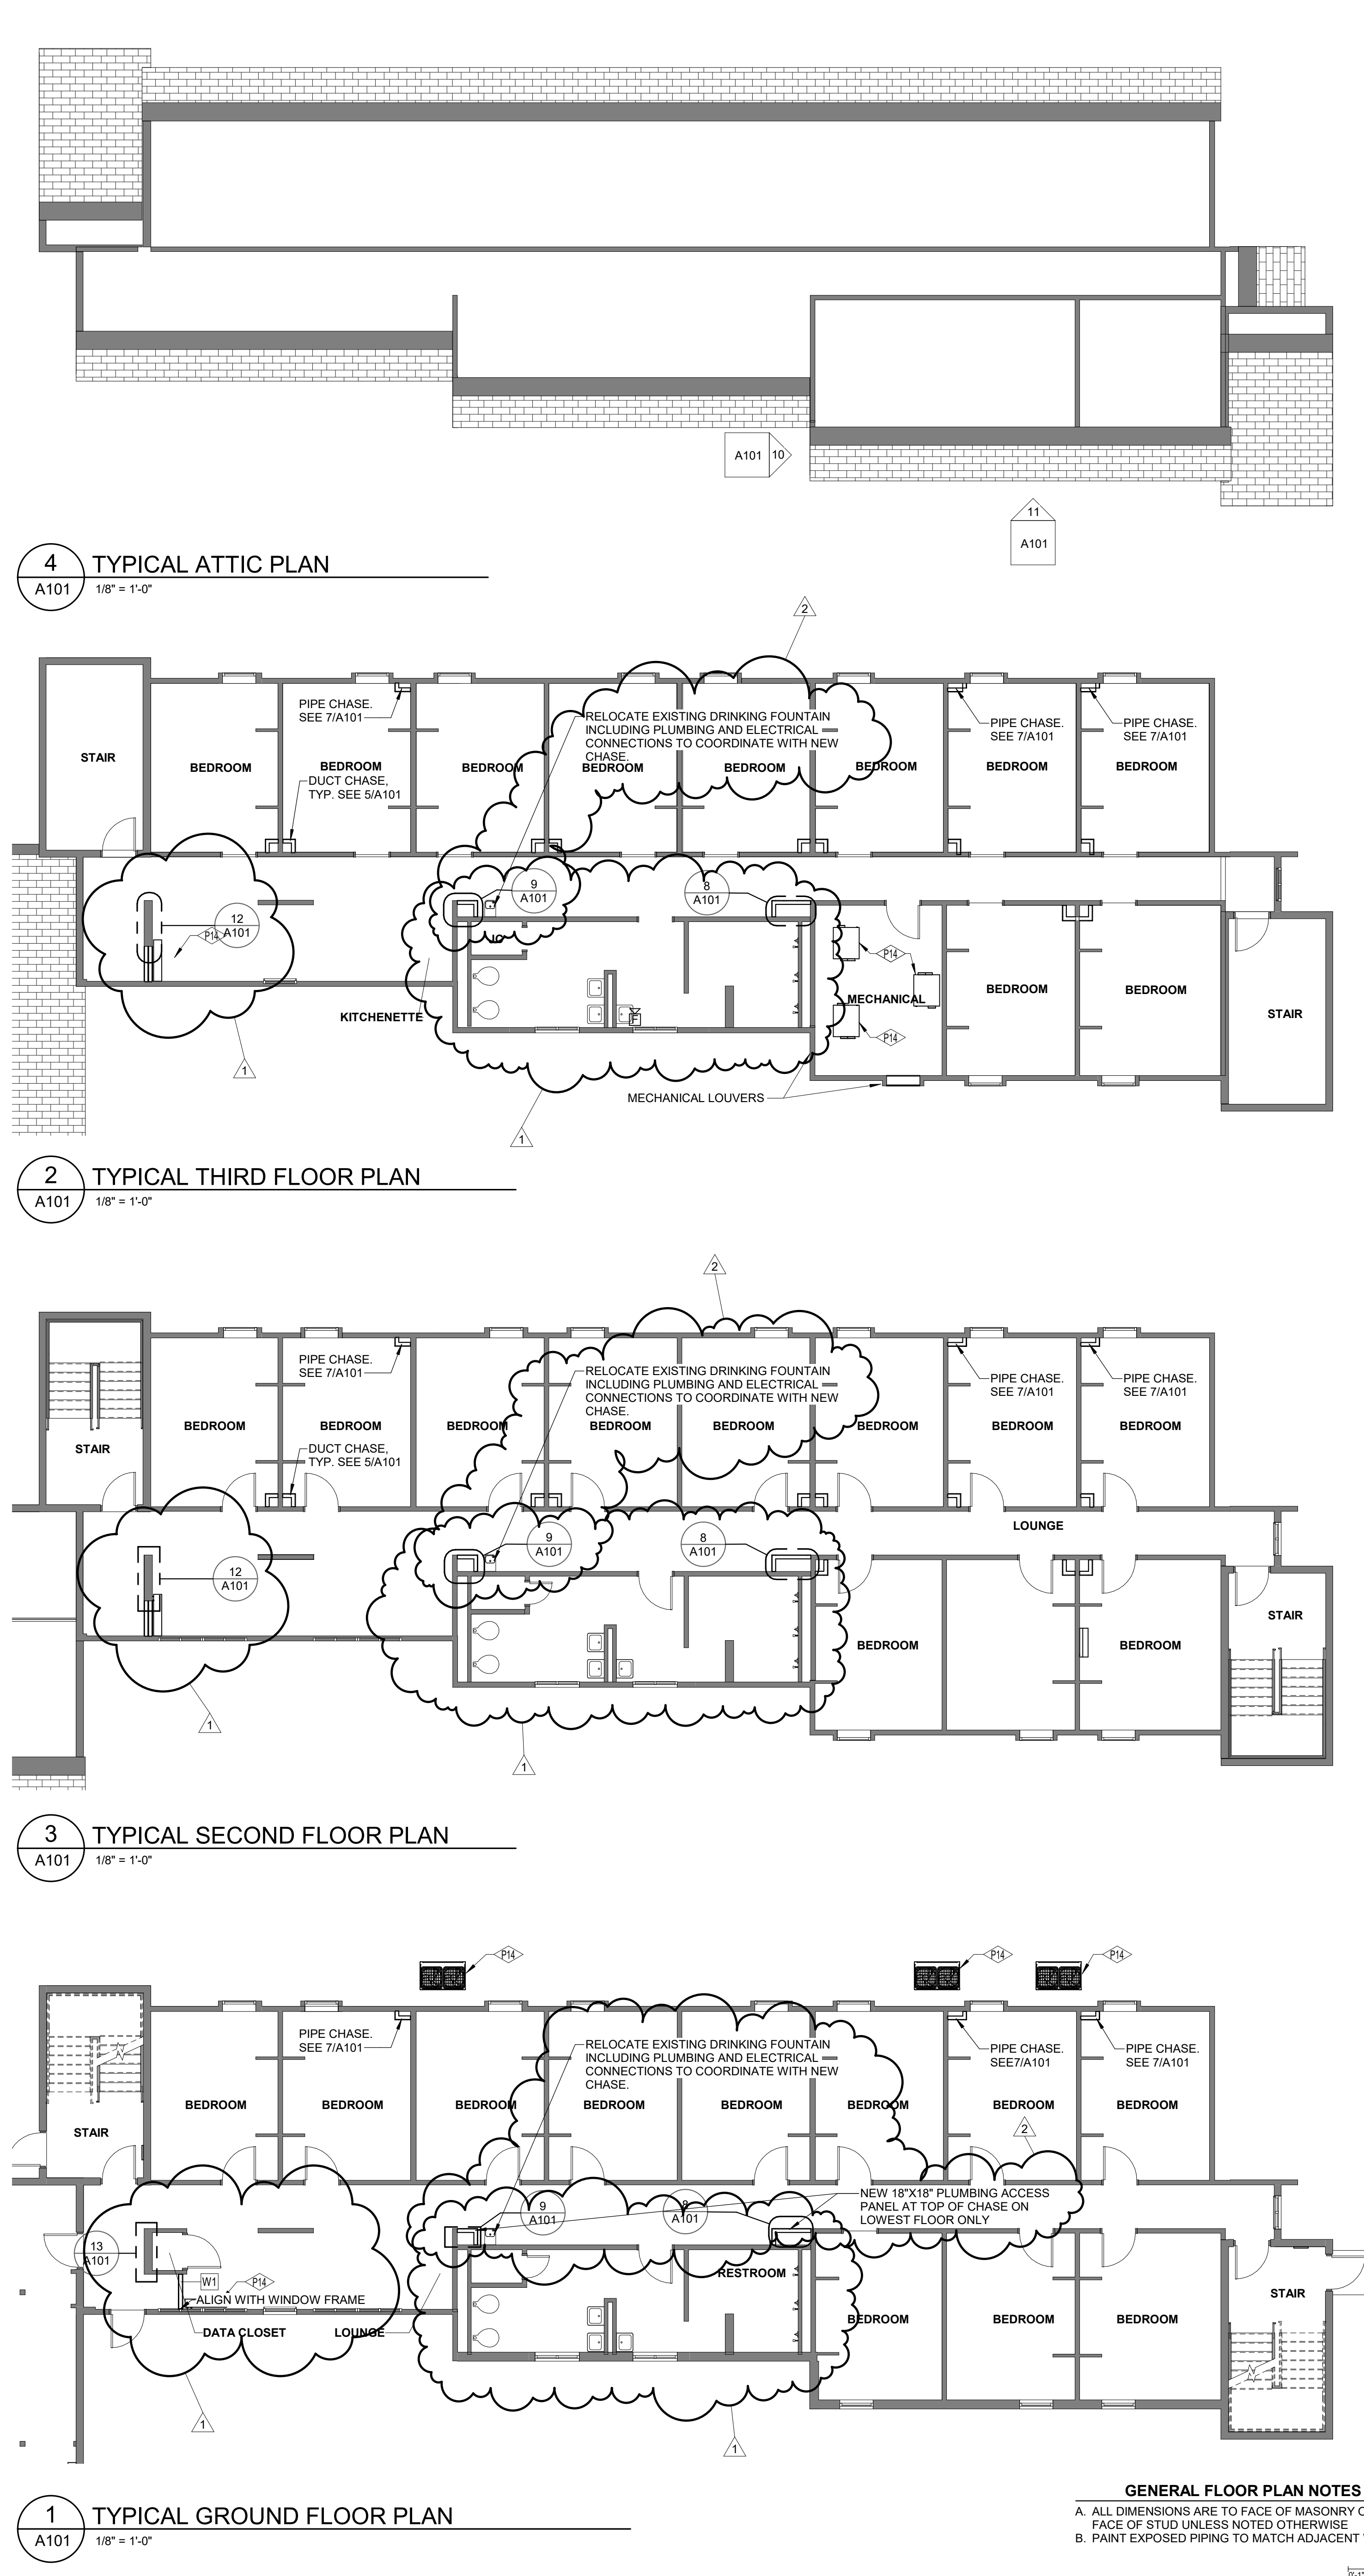 A101 10
11
A101
4
A101
TYPICAL ATTIC PLAN
1/8" = 1'-0"
2
PIPE CHASE.
SEE 7/A101
RELOCATE EXISTING DRINKING FOUNTAIN
INCLUDING PLUMBING AND ELECTRICAL
CONNECTIONS TO COORDINATE WITH NEW
CHASE.
PIPE CHASE.
SEE 7/A101
PIPE CHASE.
SEE 7/A101
STAIR
BEDROOM
BEDROOM
BEDROOM
BEDROOM
BEDROOM
BEDROOM
BEDROOM
BEDROOM
DUCT CHASE,
TYP. SEE 5/A101
9
A101
8
A101
12
A101
P14
P14
P14
F
KITCHENETTE
MECHANICAL
BEDROOM
BEDROOM
STAIR
1
MECHANICAL LOUVERS
1
2
A101
TYPICAL THIRD FLOOR PLAN
1/8" = 1'-0"
2
PIPE CHASE.
SEE 7/A101
RELOCATE EXISTING DRINKING FOUNTAIN
INCLUDING PLUMBING AND ELECTRICAL
CONNECTIONS TO COORDINATE WITH NEW
CHASE.
PIPE CHASE.
SEE 7/A101
PIPE CHASE.
SEE 7/A101
STAIR
BEDROOM
BEDROOM
BEDROOM
BEDROOM
BEDROOM
BEDROOM
BEDROOM
BEDROOM
DUCT CHASE,
TYP. SEE 5/A101
LOUNGE
9
A101
8
A101
12
A101
STAIR
BEDROOM
BEDROOM
1
1
3
A101
TYPICAL SECOND FLOOR PLAN
1/8" = 1'-0"
P14
P14
P14
PIPE CHASE.
SEE 7/A101
RELOCATE EXISTING DRINKING FOUNTAIN
INCLUDING PLUMBING AND ELECTRICAL
CONNECTIONS TO COORDINATE WITH NEW
CHASE.
PIPE CHASE.
SEE7/A101
PIPE CHASE.
SEE 7/A101
BEDROOM
BEDROOM
BEDROOM
BEDROOM
BEDROOM
BEDROOM
BEDROOM
BEDROOM
STAIR
2
NEW 18"X18" PLUMBING ACCESS
PANEL AT TOP OF CHASE ON
LOWEST FLOOR ONLY
9
A101
8
A101
13
A101
RESTROOM
W1
P14
ALIGN WITH WINDOW FRAME
STAIR
DATA CLOSET
LOUNGE
BEDROOM
BEDROOM
BEDROOM
1
1
1
A101
TYPICAL GROUND FLOOR PLAN
1/8" = 1'-0"
GENERAL FLOOR PLAN NOTES
A. ALL DIMENSIONS ARE TO FACE OF MASONRY
FACE OF STUD UNLESS NOTED OTHERWISE
B. PAINT EXPOSED PIPING TO MATCH ADJACENT